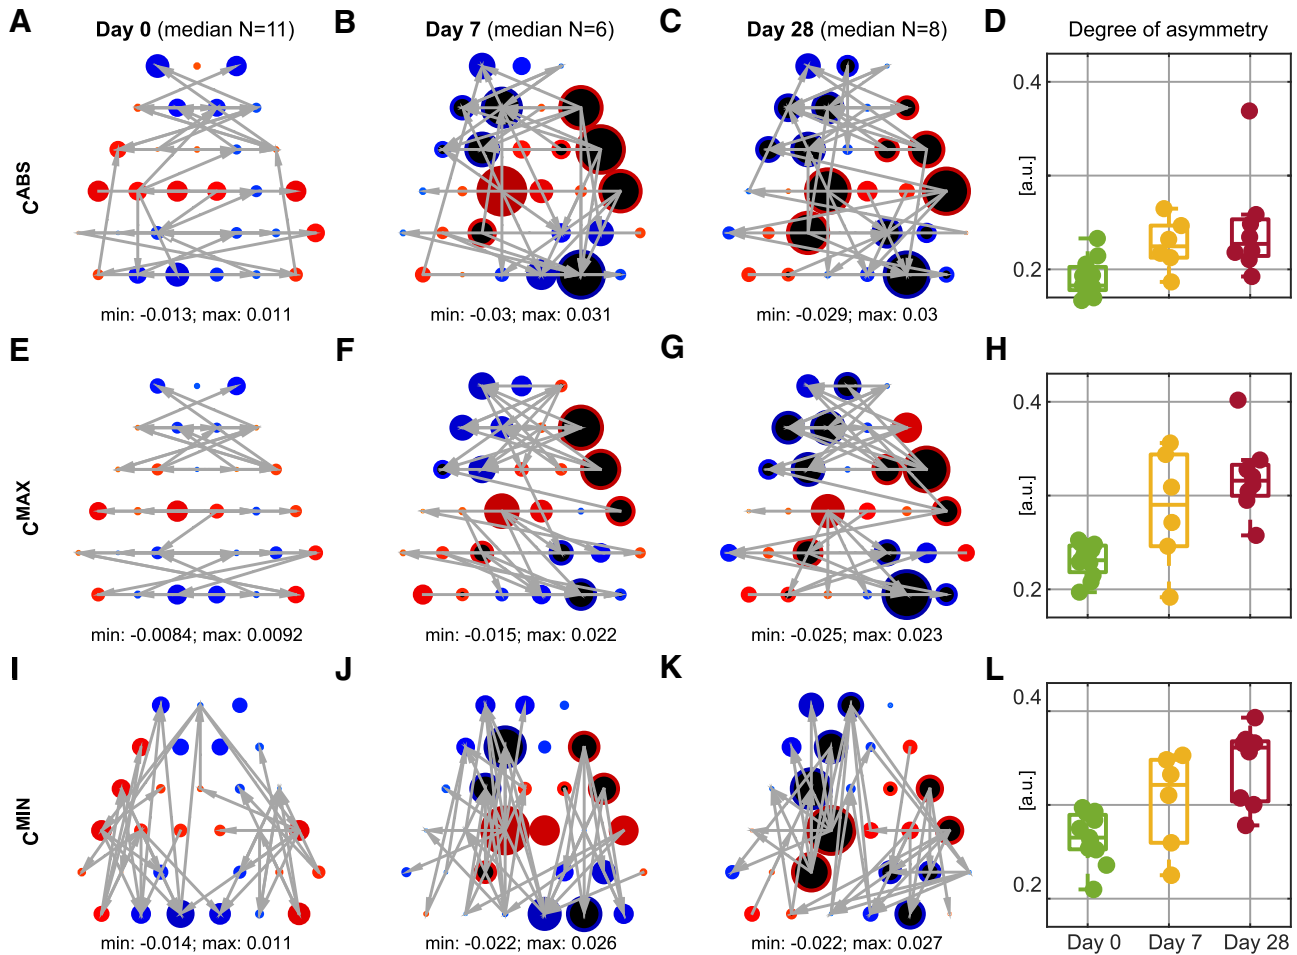 A Day 0 (median N=11) B Day 7 (median N=6) C Day 28 (median N=8) D Degree of asymmetry
C^ABS
min: -0.013; max: 0.011 min: -0.03; max: 0.031 min: -0.029; max: 0.03
0.4
[a.u.]
0.2
E F G H
C^MAX
min: -0.0084; max: 0.0092 min: -0.015; max: 0.022 min: -0.025; max: 0.023
0.4
[a.u.]
0.2
I J K L
C^MIN
min: -0.014; max: 0.011 min: -0.022; max: 0.026 min: -0.022; max: 0.027
0.4
[a.u.]
0.2
Day 0 Day 7 Day 28